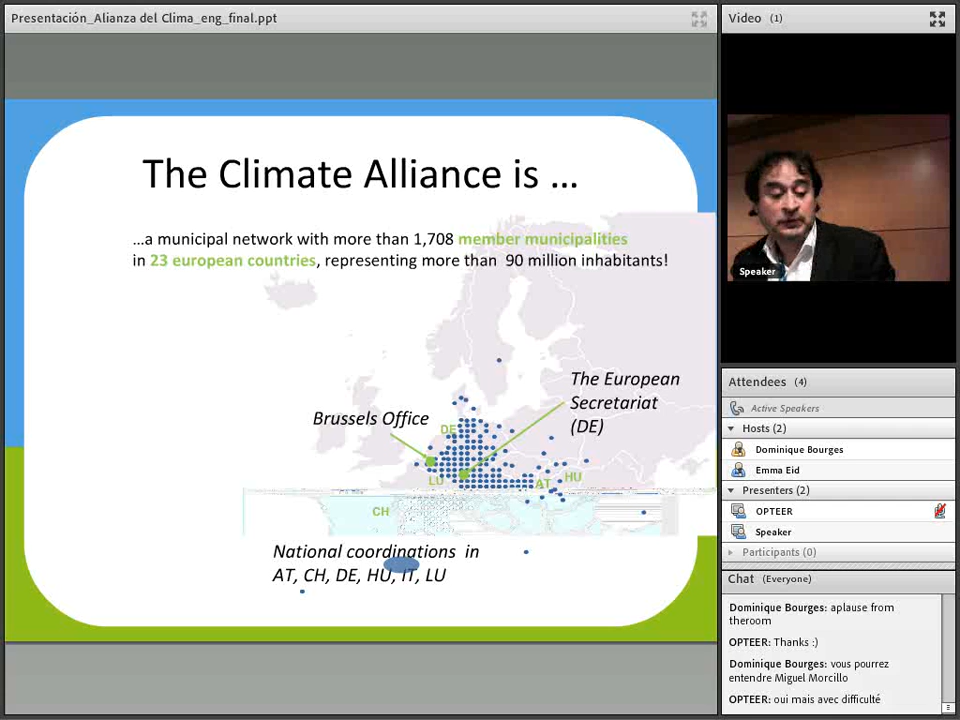 Presentación_Alianza del Clima_eng_final.ppt
The Climate Alliance is ...
...a municipal network with more than 1,708 member municipalities
in 23 european countries, representing more than 90 million inhabitants!
The European
Secretariat
(DE)
Brussels Office
DE
LU
AT
HU
CH
National coordinations in
AT, CH, DE, HU, IT, LU
Video (1)
Speaker
Attendees (4)
Active Speakers
Hosts (2)
Dominique Bourges
Emma Eid
Presenters (2)
OPTEER
Speaker
Participants (0)
Chat (Everyone)
Dominique Bourges: aplause from
theroom
OPTEER: Thanks :)
Dominique Bourges: vous pourrez
entendre Miguel Morcillo
OPTEER: oui mais avec difficulté